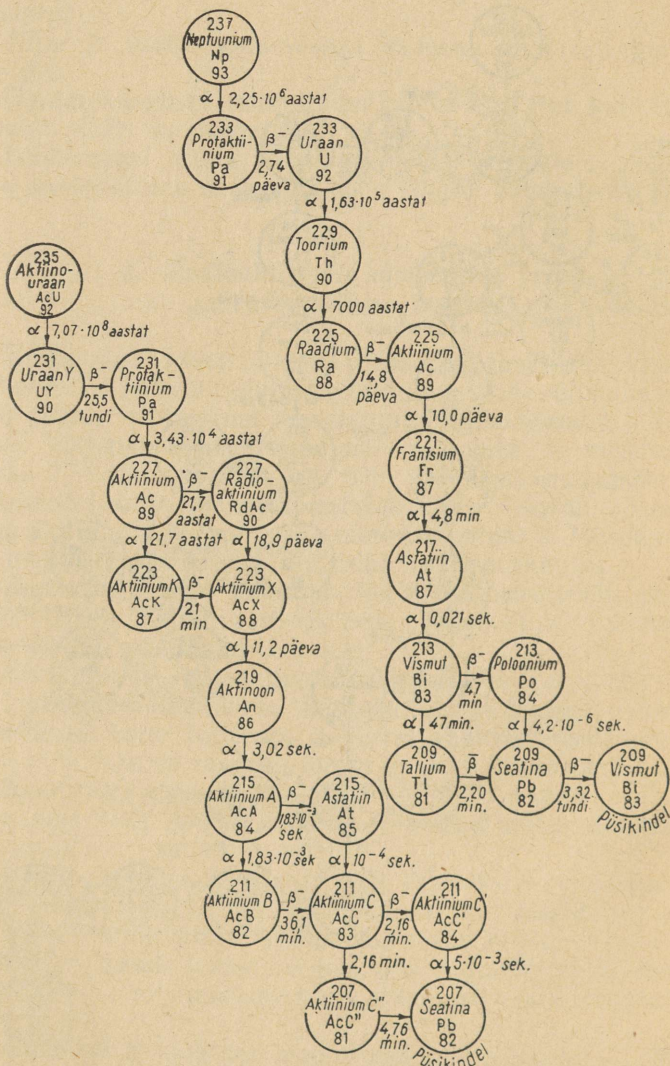 237
Neptuunium
Np
93
α 2,25·10⁶ aastat
233
Protaktii-
nium
Pa
91
β⁻
2,74
päeva
233
Uraan
U
92
α 1,63·10⁵ aastat
229
Toorium
Th
90
α 7000 aastat
225
Raadium
Ra
88
β⁻
14,8
päeva
225
Aktiinium
Ac
89
α 10,0 päeva
221
Frantsium
Fr
87
α 4,8 min
217
Astatiin
At
87
α 0,021 sek.
213
Vismut
Bi
83
β⁻
47
min
213
Poloonium
Po
84
α 47 min.
α 4,2·10⁻⁶ sek.
209
Tallium
Tl
81
β̄
2,20
min.
209
Seatina
Pb
82
β⁻
3,32
tundi
209
Vismut
Bi
83
Püsikindel
235
Aktiino-
uraan
AcU
92
α 7,07·10⁸ aastat
231
Uraan Y
UY
90
β⁻
25,5
tundi
231
Protak-
tiinium
Pa
91
α 3,43·10⁴ aastat
227
Aktiinium
Ac
89
β⁻
21,7
aastat
227
Radio-
aktiinium
RdAc
90
α 21,7 aastat
α 18,9 päeva
223
Aktiinium K
AcK
87
β⁻
21
min
223
Aktiinium X
AcX
88
α 11,2 päeva
219
Aktinoon
An
86
α 3,02 sek.
215
Aktiinium A
AcA
84
β⁻
1,83·10⁻³
sek
215
Astatiin
At
85
α 1,83·10⁻³ sek
α 10⁻⁴ sek.
211
Aktiinium B
AcB
82
β⁻
36,1
min.
211
Aktiinium C
AcC
83
β⁻
2,16
min.
211
Aktiinium C'
AcC'
84
2,16 min.
α 5·10⁻³ sek.
207
Aktiinium C"
AcC"
81
4,76
min.
207
Seatina
Pb
82
Püsikindel